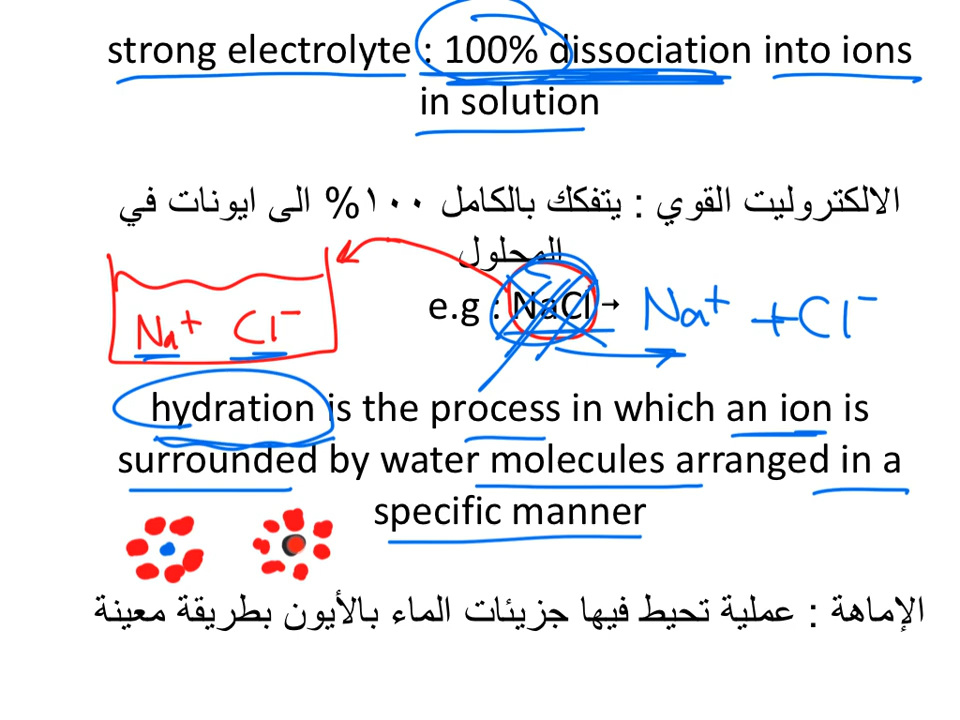 strong electrolyte : 100% dissociation into ions
in solution
الالكتروليت القوي : يتفكك بالكامل ١٠٠% الى ايونات في
المحلول
e.g : NaCl → Na⁺ + Cl⁻
Na⁺ Cl⁻
hydration is the process in which an ion is
surrounded by water molecules arranged in a
specific manner
الإماهة : عملية تحيط فيها جزيئات الماء بالأيون بطريقة معينة